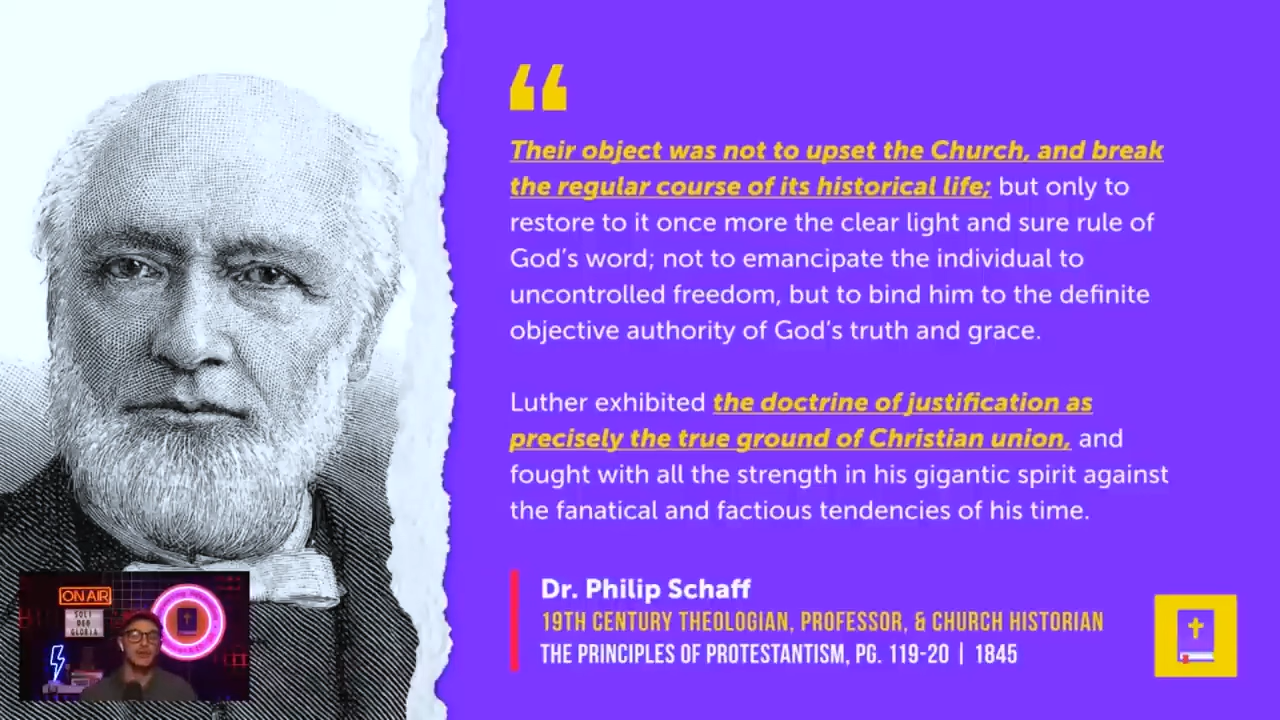 “
Their object was not to upset the Church, and break
the regular course of its historical life; but only to
restore to it once more the clear light and sure rule of
God’s word; not to emancipate the individual to
uncontrolled freedom, but to bind him to the definite
objective authority of God’s truth and grace.
Luther exhibited the doctrine of justification as
precisely the true ground of Christian union, and
fought with all the strength in his gigantic spirit against
the fanatical and factious tendencies of his time.
Dr. Philip Schaff
19TH CENTURY THEOLOGIAN, PROFESSOR, & CHURCH HISTORIAN
THE PRINCIPLES OF PROTESTANTISM, PG. 119-20 | 1845
ON AIR
SOLI
DEO
GLORIA